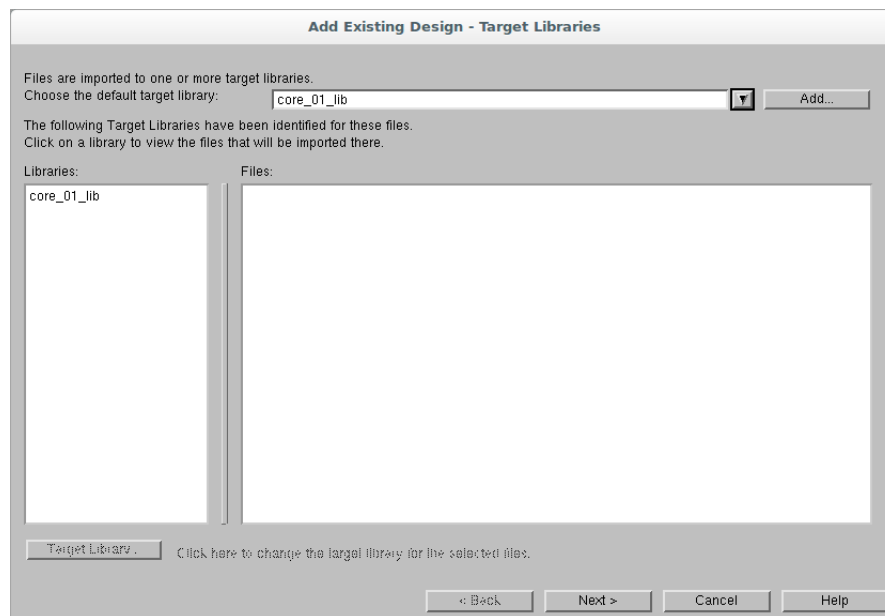 Add Existing Design - Target Libraries
Files are imported to one or more target libraries.
Choose the default target library:
core_01_lib
Add...
The following Target Libraries have been identified for these files.
Click on a library to view the files that will be imported there.
Libraries:
Files:
core_01_lib
Target Library .
Click here to change the target library for the selected files.
< Back
Next >
Cancel
Help